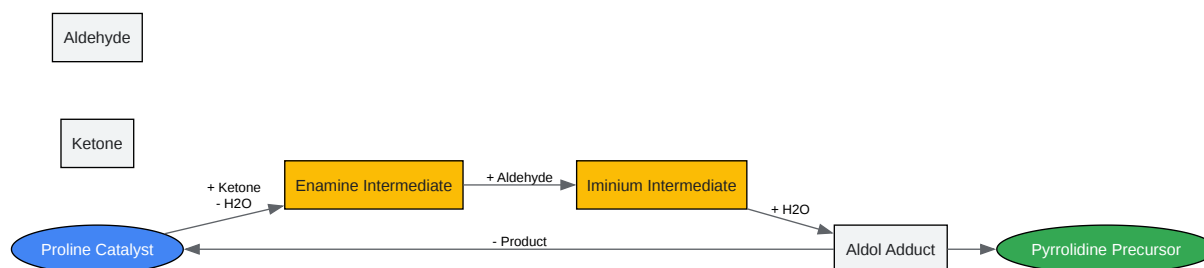 Aldehyde
Ketone
+ Ketone
- H2O
Enamine Intermediate
+ Aldehyde
Iminium Intermediate
+ H2O
Proline Catalyst
- Product
Aldol Adduct
Pyrrolidine Precursor